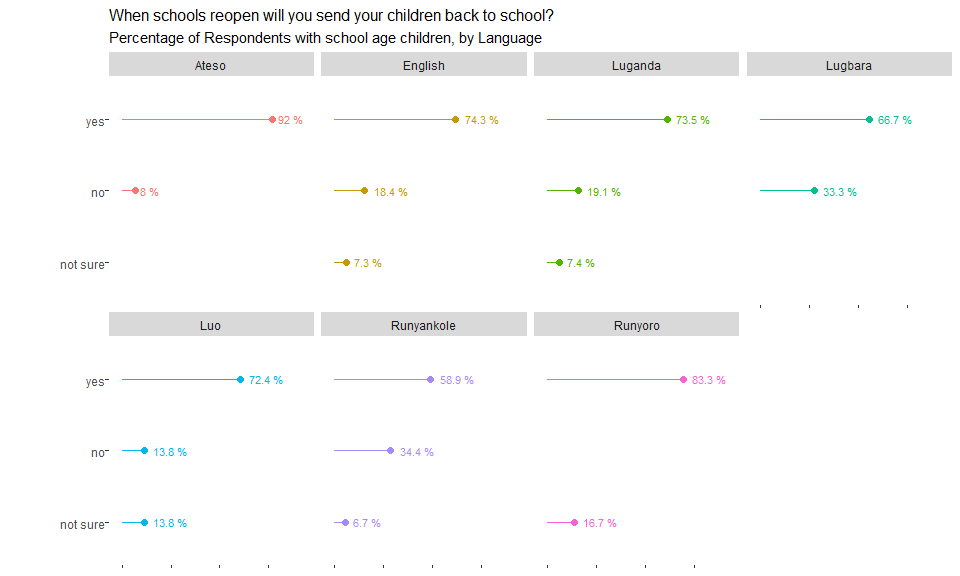 When schools reopen will you send your children back to school?
Percentage of Respondents with school age children, by Language
Ateso English Luganda Lugbara
yes 92 % 74.3 % 73.5 % 66.7 %
no 8 % 18.4 % 19.1 % 33.3 %
not sure 7.3 % 7.4 %
Luo Runyankole Runyoro
yes 72.4 % 58.9 % 83.3 %
no 13.8 % 34.4 %
not sure 13.8 % 6.7 % 16.7 %